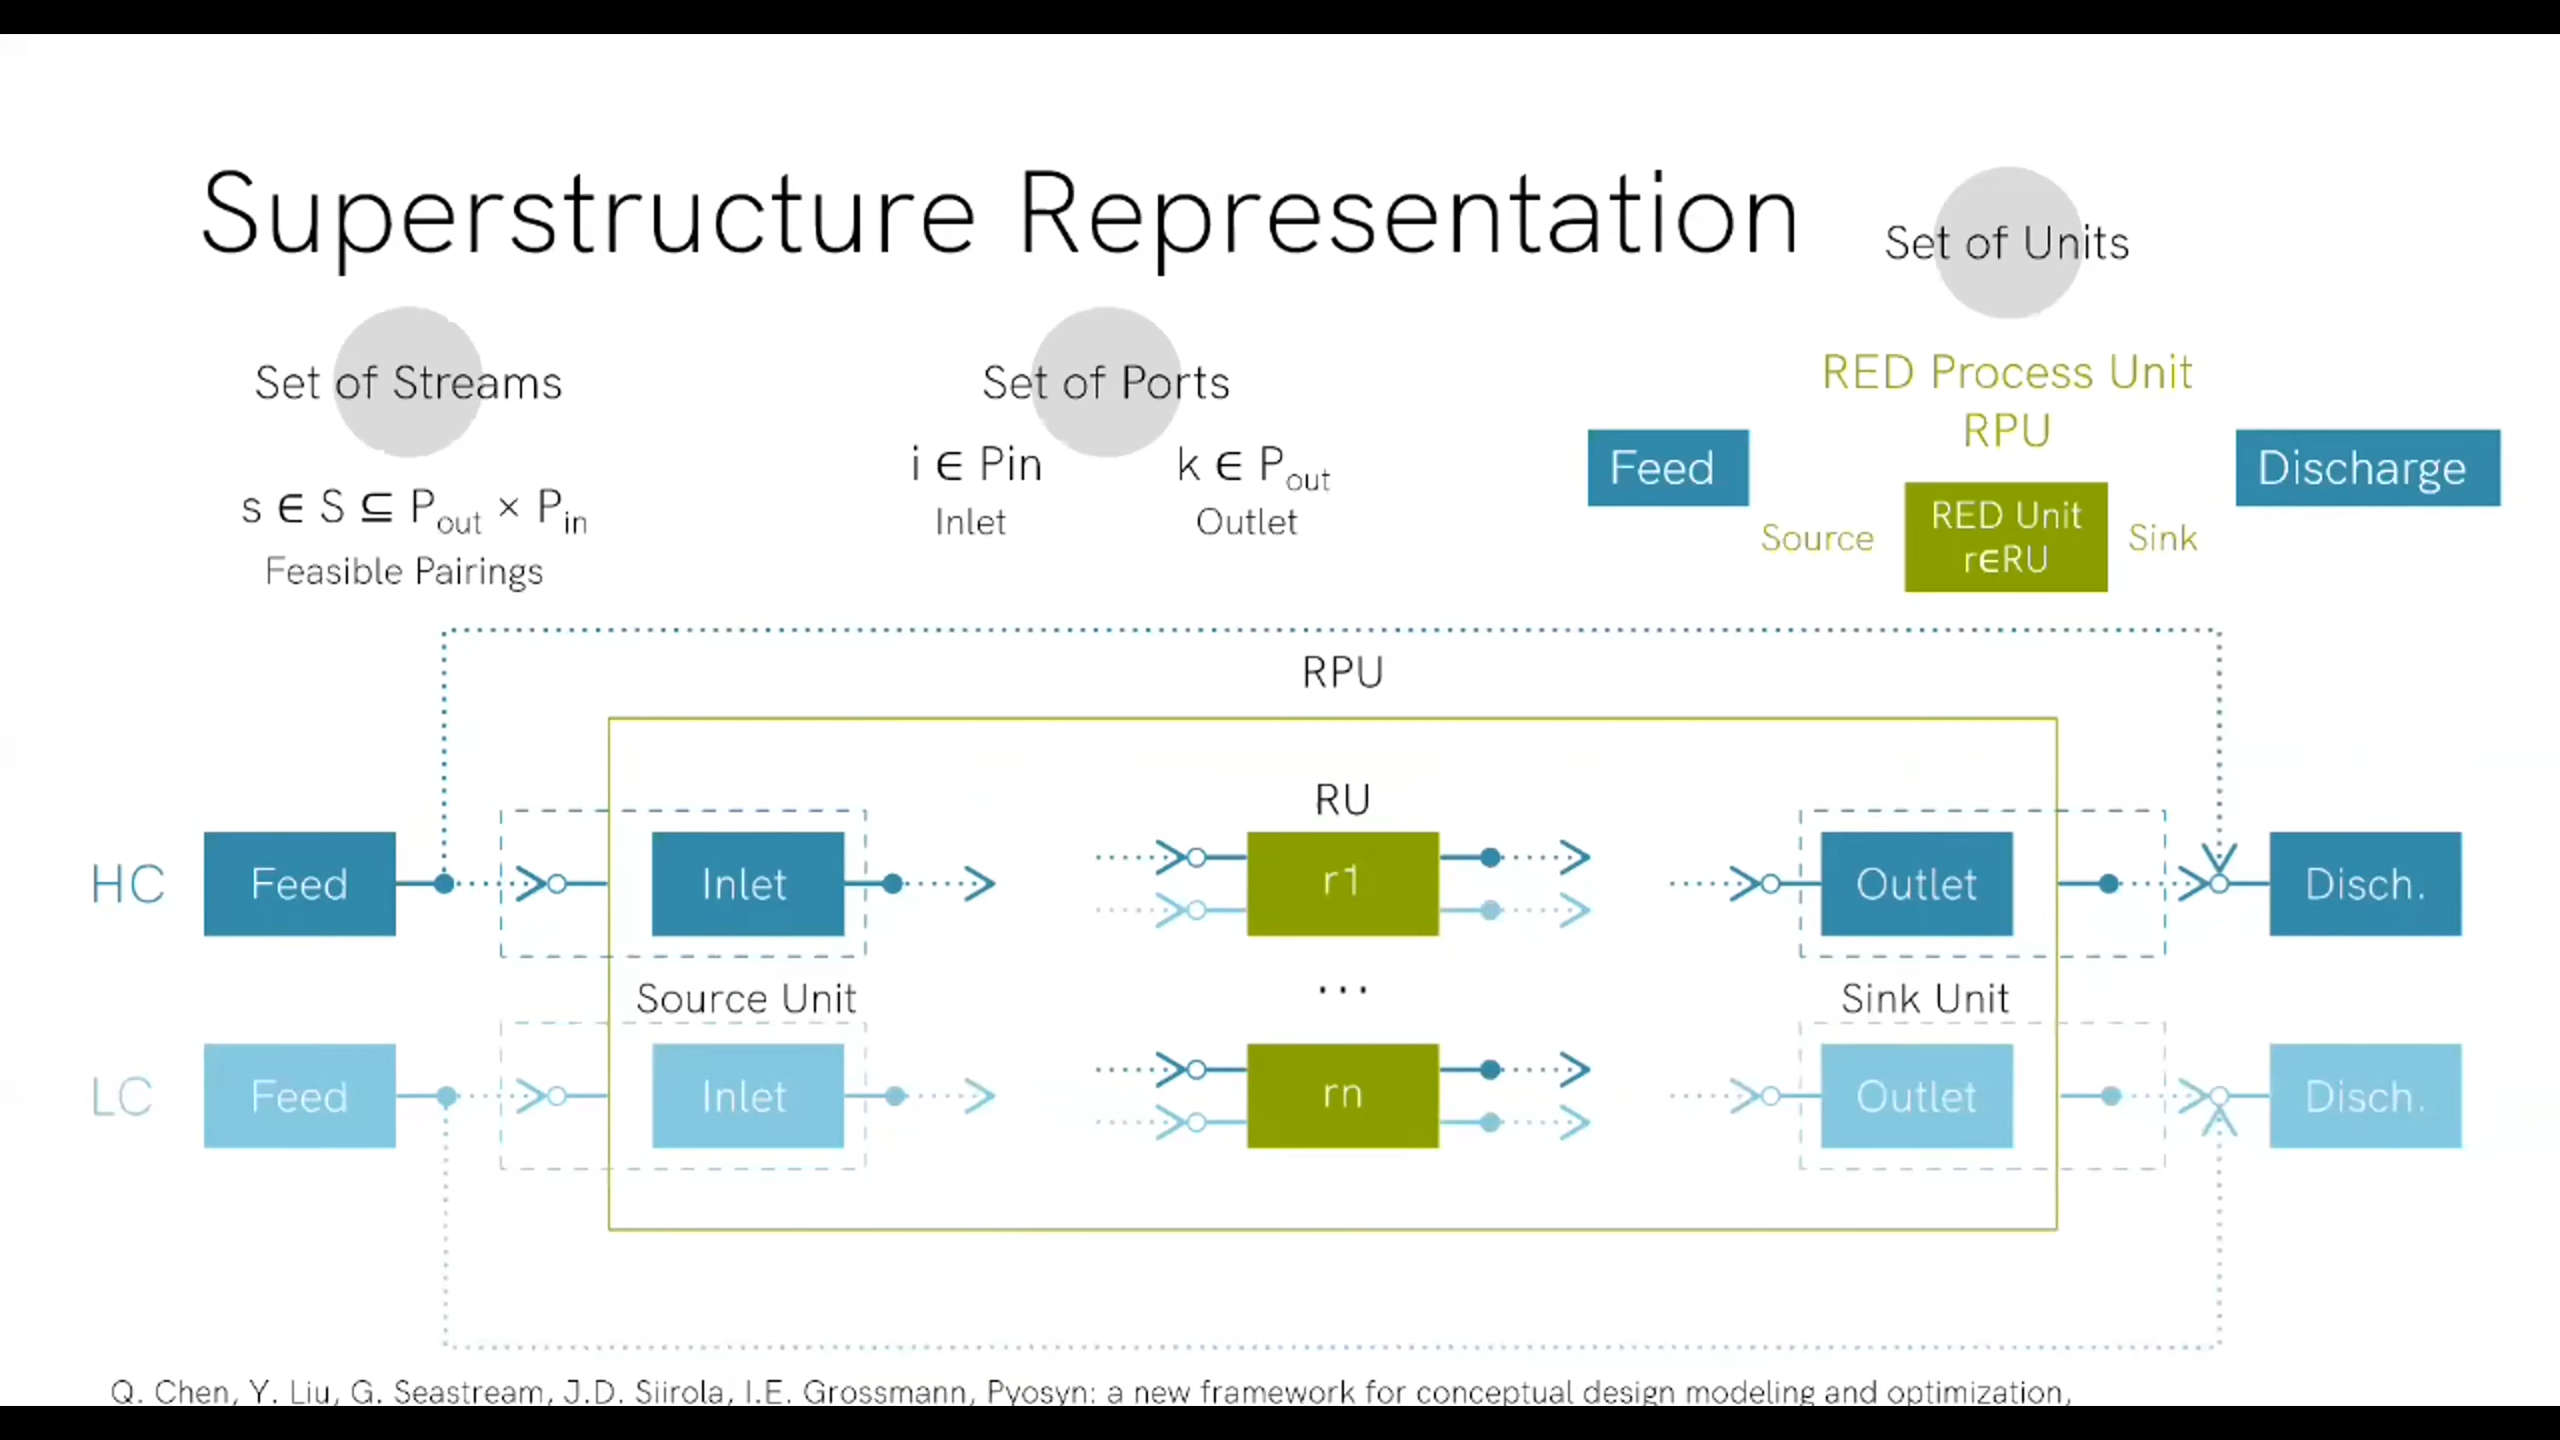 Superstructure Representation
Set of Units
Set of Streams
s ∈ S ⊆ Pout × Pin
Feasible Pairings
Set of Ports
i ∈ Pin
Inlet
k ∈ Pout
Outlet
RED Process Unit
RPU
Feed
Discharge
Source
RED Unit
r∈RU
Sink
RPU
RU
HC
Feed
Inlet
r1
Outlet
Disch.
Source Unit
...
Sink Unit
LC
Feed
Inlet
rn
Outlet
Disch.
Q. Chen, Y. Liu, G. Seastream, J.D. Siirola, I.E. Grossmann, Pyosyn: a new framework for conceptual design modeling and optimization,